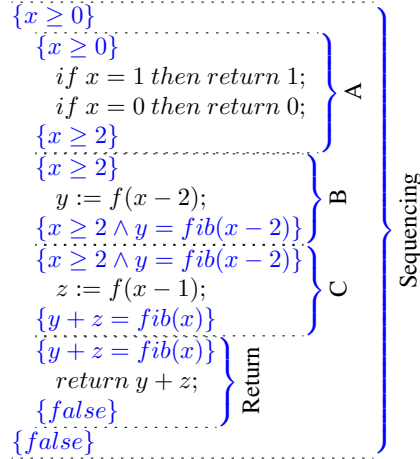 {x ≥ 0}
{x ≥ 0}
if x = 1 then return 1;
if x = 0 then return 0;
{x ≥ 2}
A
{x ≥ 2}
y := f(x − 2);
{x ≥ 2 ∧ y = fib(x − 2)}
B
{x ≥ 2 ∧ y = fib(x − 2)}
z := f(x − 1);
{y + z = fib(x)}
C
{y + z = fib(x)}
return y + z;
{false}
Return
{false}
Sequencing